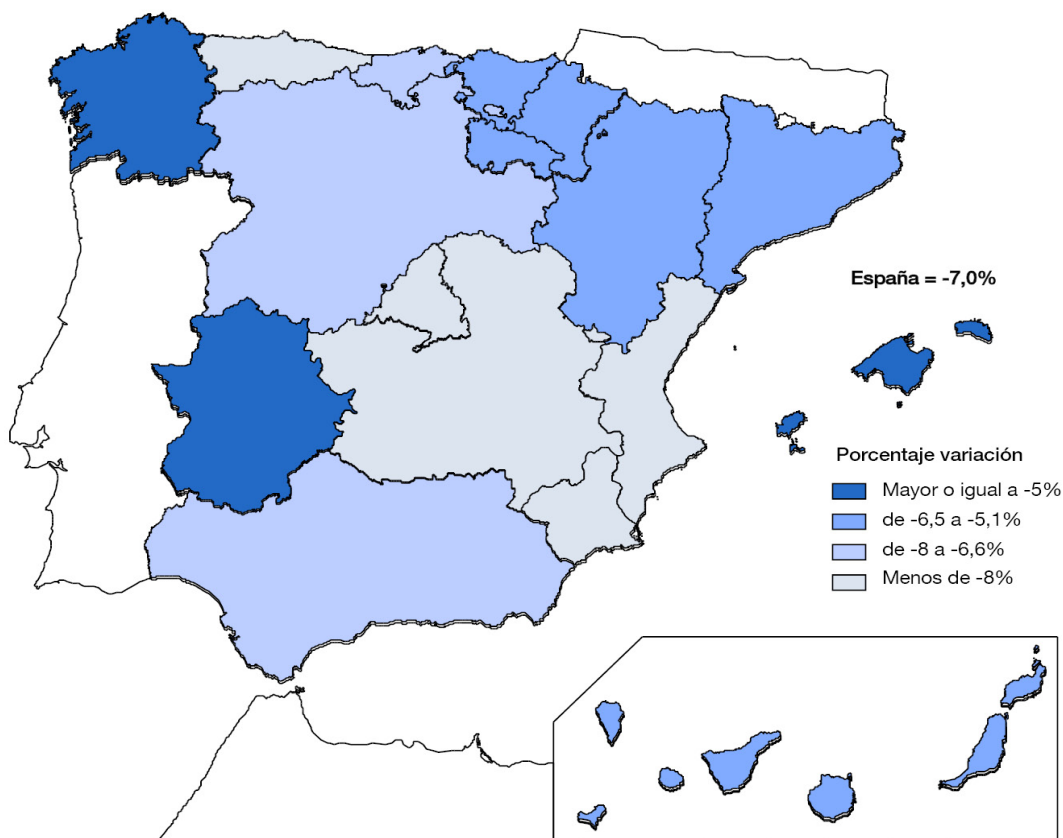 España = -7,0%
Porcentaje variación
Mayor o igual a -5%
de -6,5 a -5,1%
de -8 a -6,6%
Menos de -8%